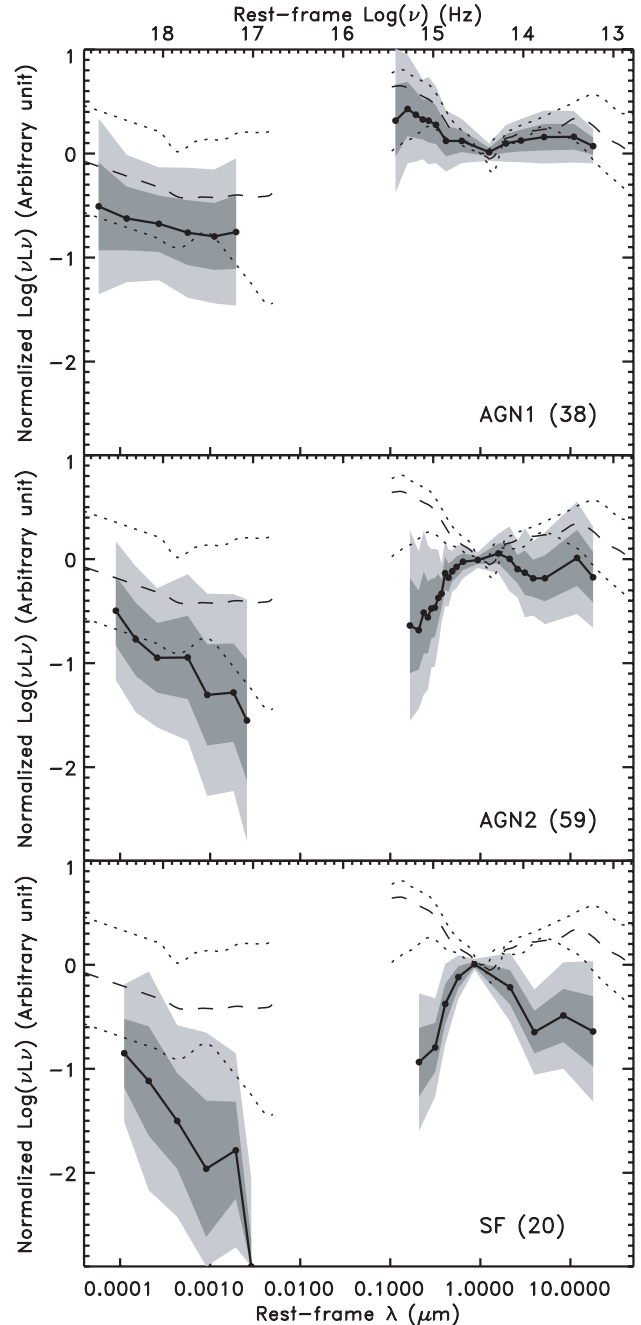 Rest-frame Log(ν) (Hz)
18 17 16 15 14 13
Normalized Log(νLν) (Arbitrary unit)
1
0
−1
−2
AGN1 (38)
Normalized Log(νLν) (Arbitrary unit)
1
0
−1
−2
AGN2 (59)
Normalized Log(νLν) (Arbitrary unit)
1
0
−1
−2
SF (20)
0.0001 0.0010 0.0100 0.1000 1.0000 10.0000
Rest-frame λ (μm)